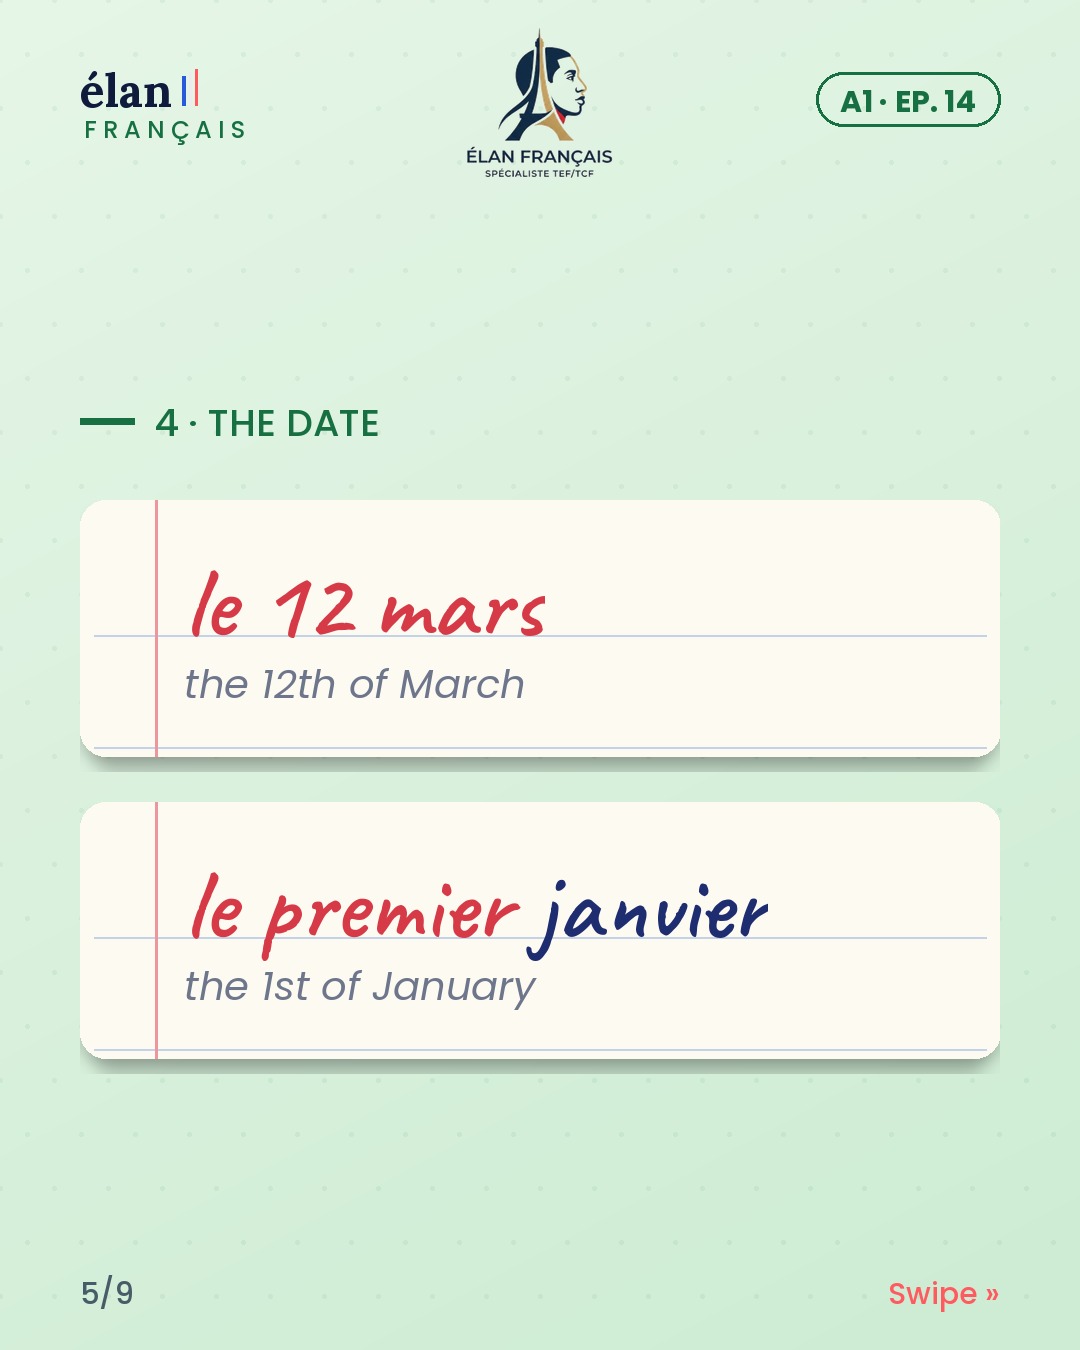 élan
FRANÇAIS
ÉLAN FRANÇAIS
SPÉCIALISTE TEF/TCF
A1 · EP. 14
4 · THE DATE
le 12 mars
the 12th of March
le premier janvier
the 1st of January
5/9
Swipe »